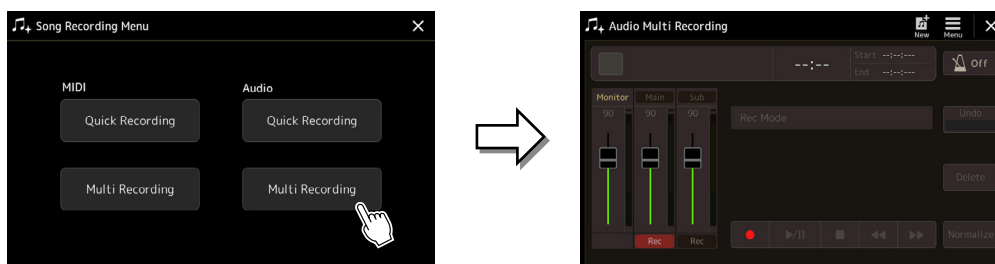 Song Recording Menu
MIDI
Audio
Quick Recording
Quick Recording
Multi Recording
Multi Recording
Audio Multi Recording
New
Menu
--:--
Start --:--:---
End --:--:---
Off
Monitor
Main
Sub
90
90
90
Rec Mode
Undo
Delete
Rec
Rec
Normalize